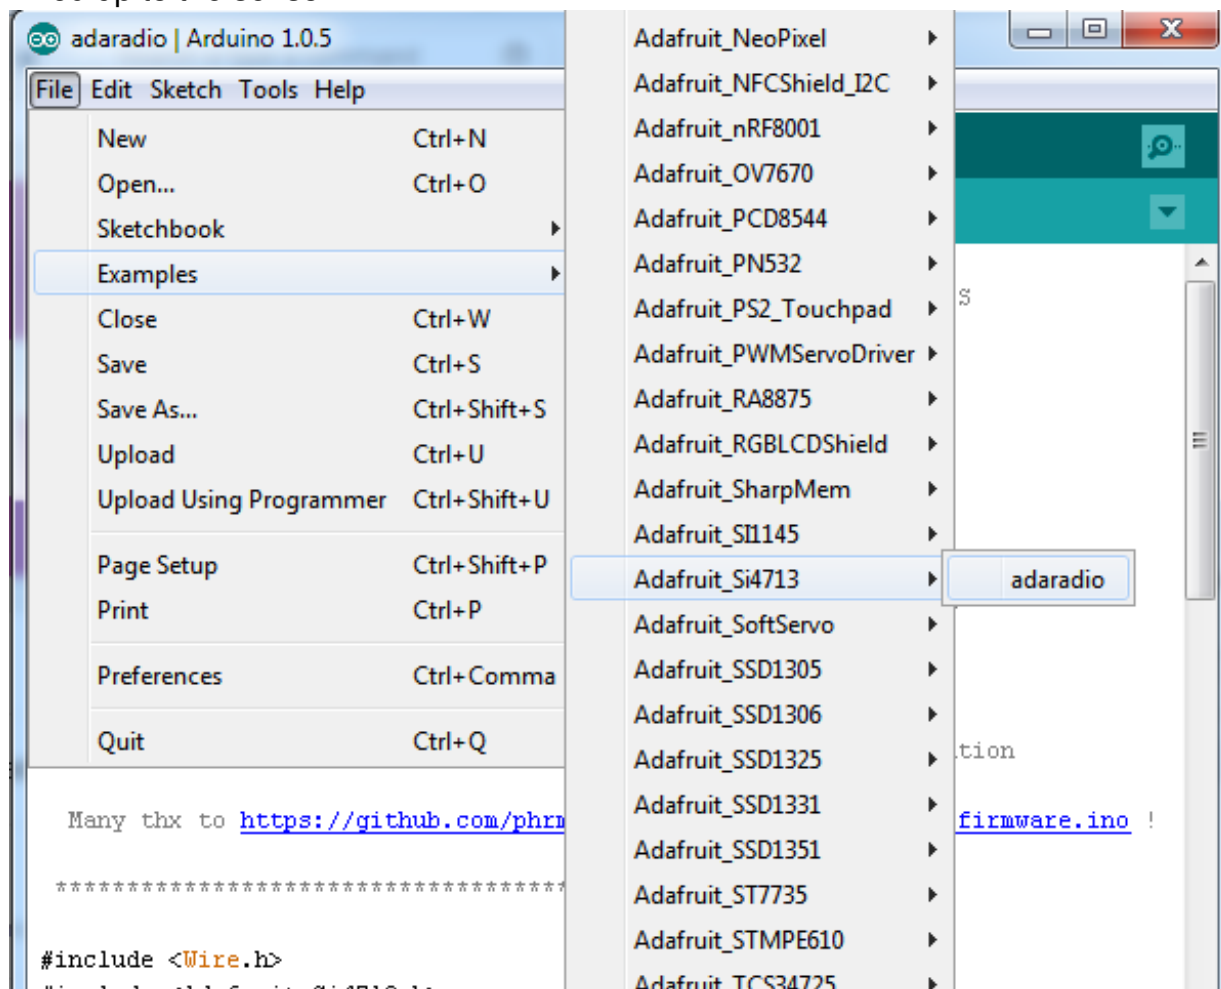 adaradio | Arduino 1.0.5
File Edit Sketch Tools Help
New Ctrl+N
Open... Ctrl+O
Sketchbook
Examples
Close Ctrl+W
Save Ctrl+S
Save As... Ctrl+Shift+S
Upload Ctrl+U
Upload Using Programmer Ctrl+Shift+U
Page Setup Ctrl+Shift+P
Print Ctrl+P
Preferences Ctrl+Comma
Quit Ctrl+Q
Adafruit_NeoPixel
Adafruit_NFCShield_I2C
Adafruit_nRF8001
Adafruit_OV7670
Adafruit_PCD8544
Adafruit_PN532
Adafruit_PS2_Touchpad
Adafruit_PWMServoDriver
Adafruit_RA8875
Adafruit_RGBLCDShield
Adafruit_SharpMem
Adafruit_SI1145
Adafruit_Si4713
Adafruit_SoftServo
Adafruit_SSD1305
Adafruit_SSD1306
Adafruit_SSD1325
Adafruit_SSD1331
Adafruit_SSD1351
Adafruit_ST7735
Adafruit_STMPE610
Adafruit_TCS34725
adaradio
s
tion
Many thx to https://github.com/phrm firmware.ino !
************************************
#include <Wire.h>